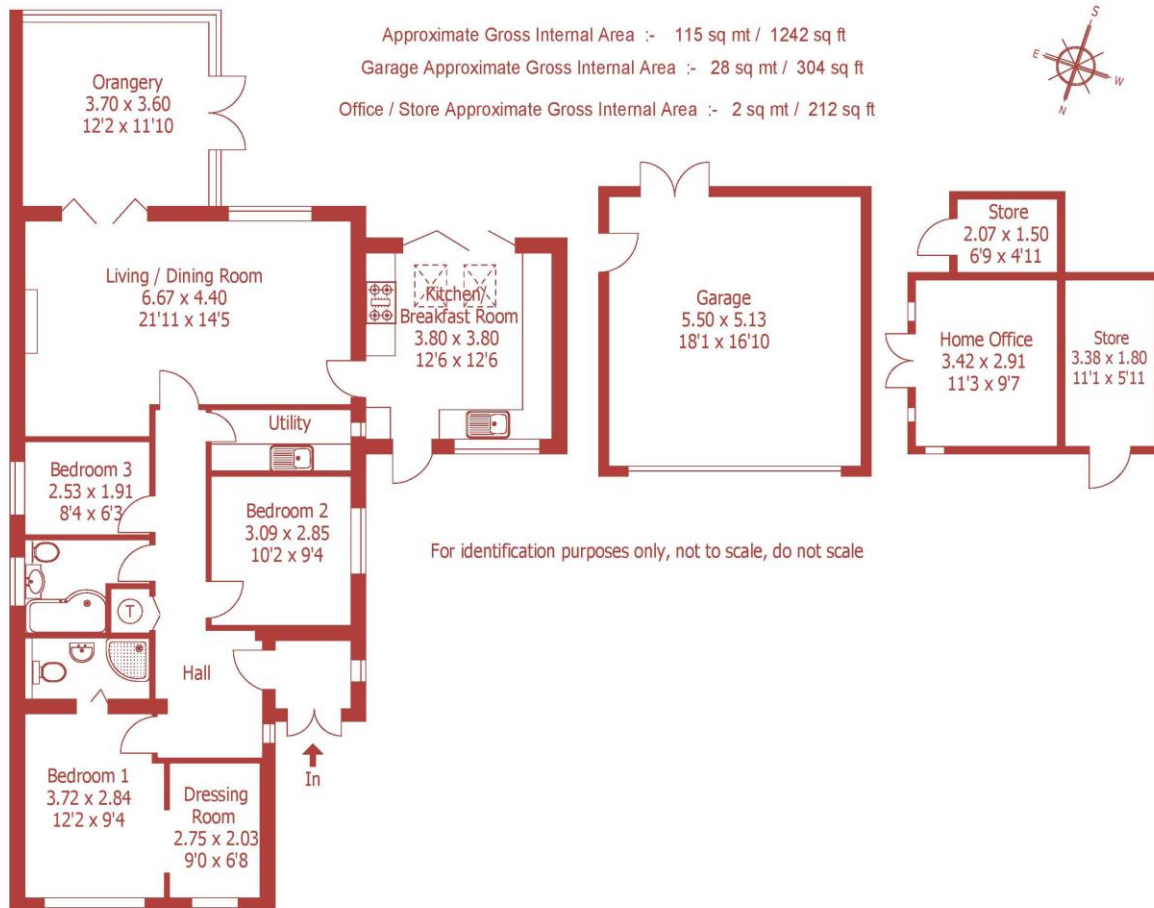 Approximate Gross Internal Area :- 115 sq mt / 1242 sq ft
Garage Approximate Gross Internal Area :- 28 sq mt / 304 sq ft
Office / Store Approximate Gross Internal Area :- 2 sq mt / 212 sq ft
S
E
W
N
Orangery
3.70 x 3.60
12'2 x 11'10
Living / Dining Room
6.67 x 4.40
21'11 x 14'5
Kitchen/
Breakfast Room
3.80 x 3.80
12'6 x 12'6
Garage
5.50 x 5.13
18'1 x 16'10
Store
2.07 x 1.50
6'9 x 4'11
Home Office
3.42 x 2.91
11'3 x 9'7
Store
3.38 x 1.80
11'1 x 5'11
Utility
Bedroom 3
2.53 x 1.91
8'4 x 6'3
Bedroom 2
3.09 x 2.85
10'2 x 9'4
For identification purposes only, not to scale, do not scale
T
Hall
In
Bedroom 1
3.72 x 2.84
12'2 x 9'4
Dressing
Room
2.75 x 2.03
9'0 x 6'8